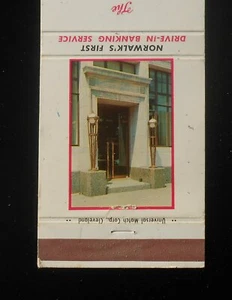 The
NORWALK'S FIRST
DRIVE-IN BANKING SERVICE
Universal Match Corp., Cleveland